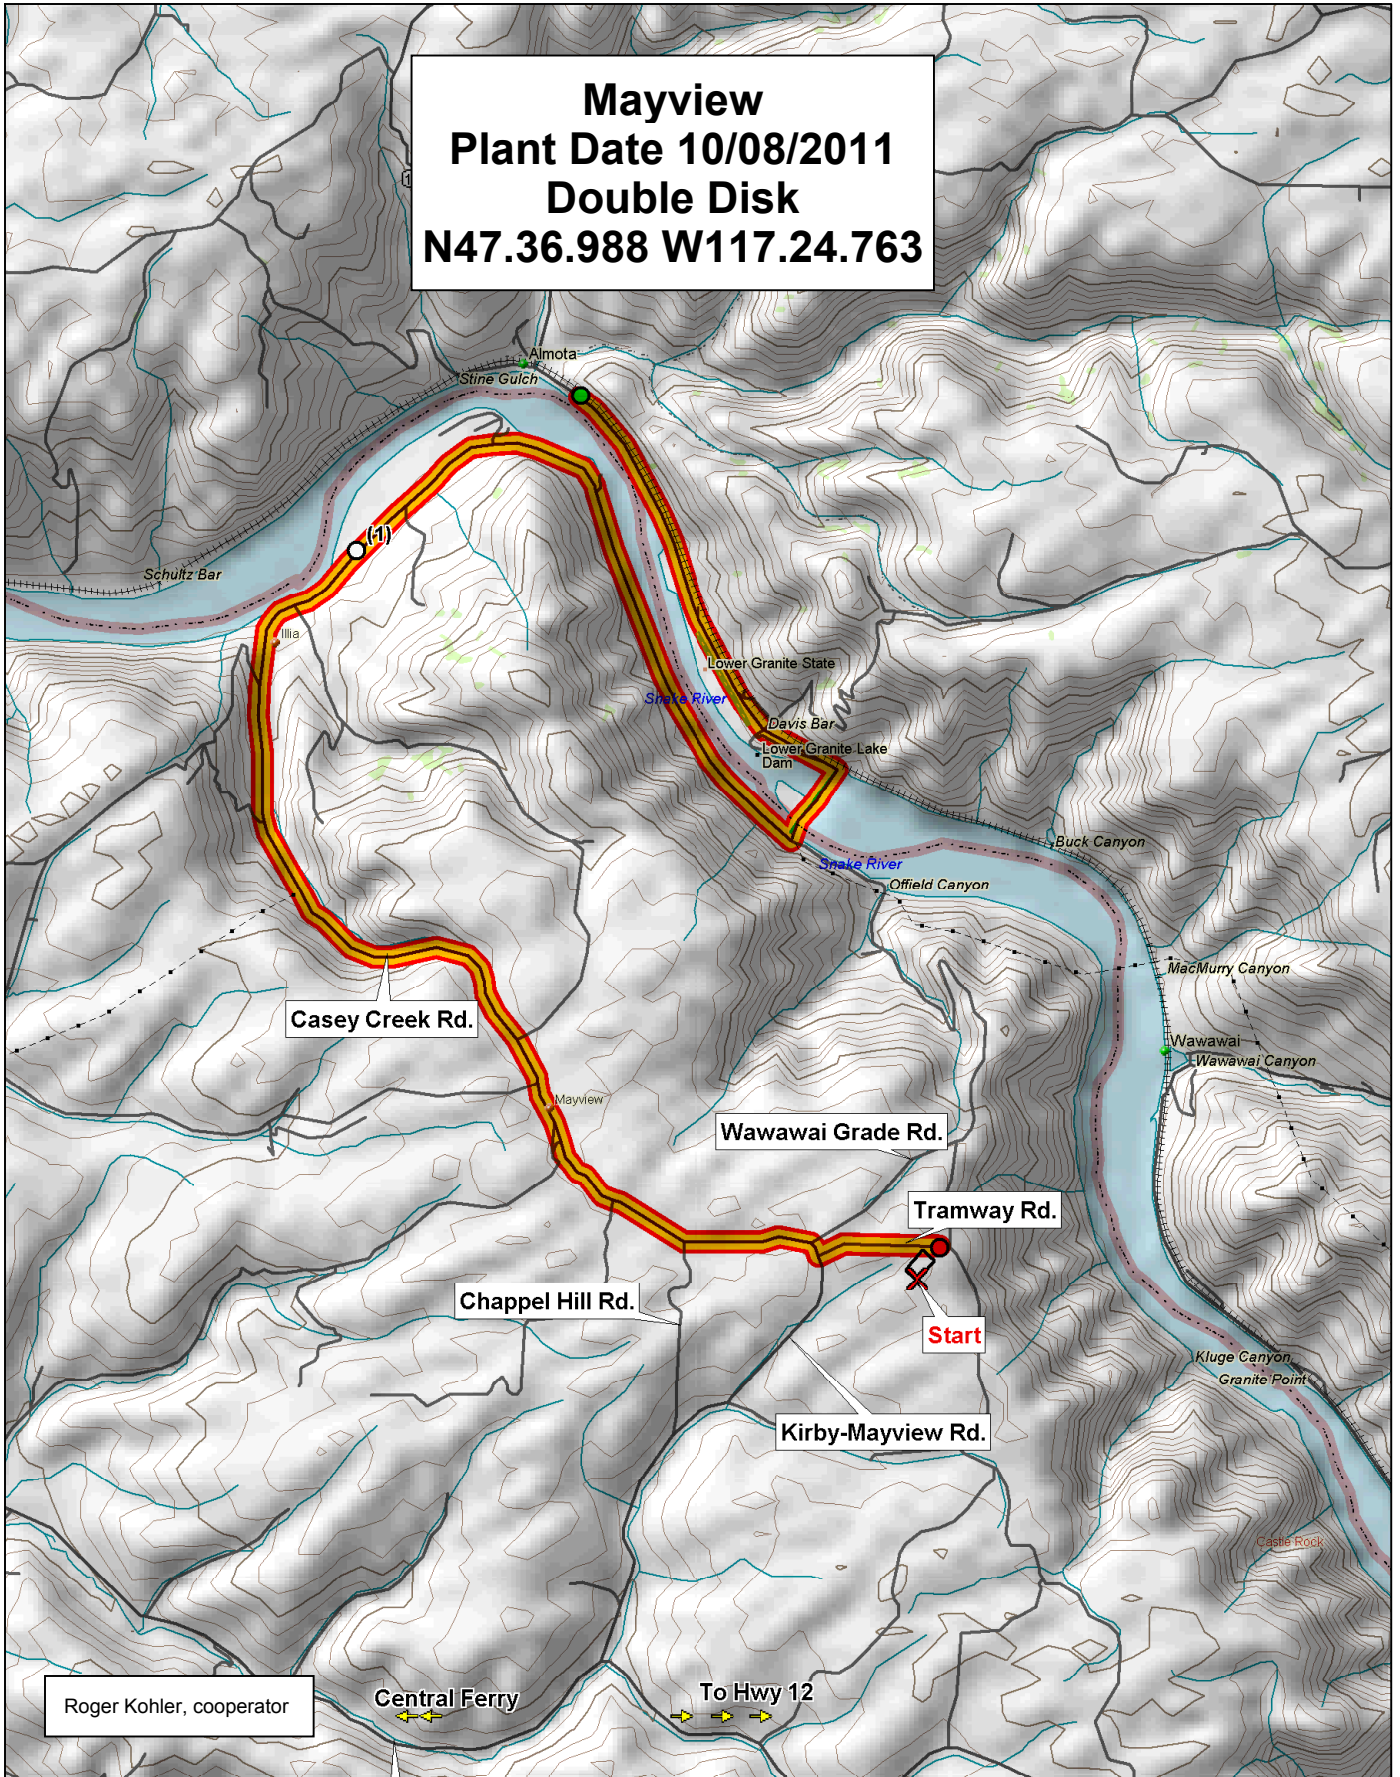 Mayview
Plant Date 10/08/2011
Double Disk
N47.36.988 W117.24.763
Almota
Stine Gulch
(1)
Schultz Bar
Illia
Lower Granite State
Snake River
Davis Bar
Lower Granite Lake
Dam
Buck Canyon
Snake River
Offield Canyon
MacMurry Canyon
Casey Creek Rd.
Wawawai
Wawawai Canyon
Mayview
Wawawai Grade Rd.
Tramway Rd.
Chappel Hill Rd.
Start
Kluge Canyon
Granite Point
Kirby-Mayview Rd.
Castle Rock
Roger Kohler, cooperator
Central Ferry
To Hwy 12